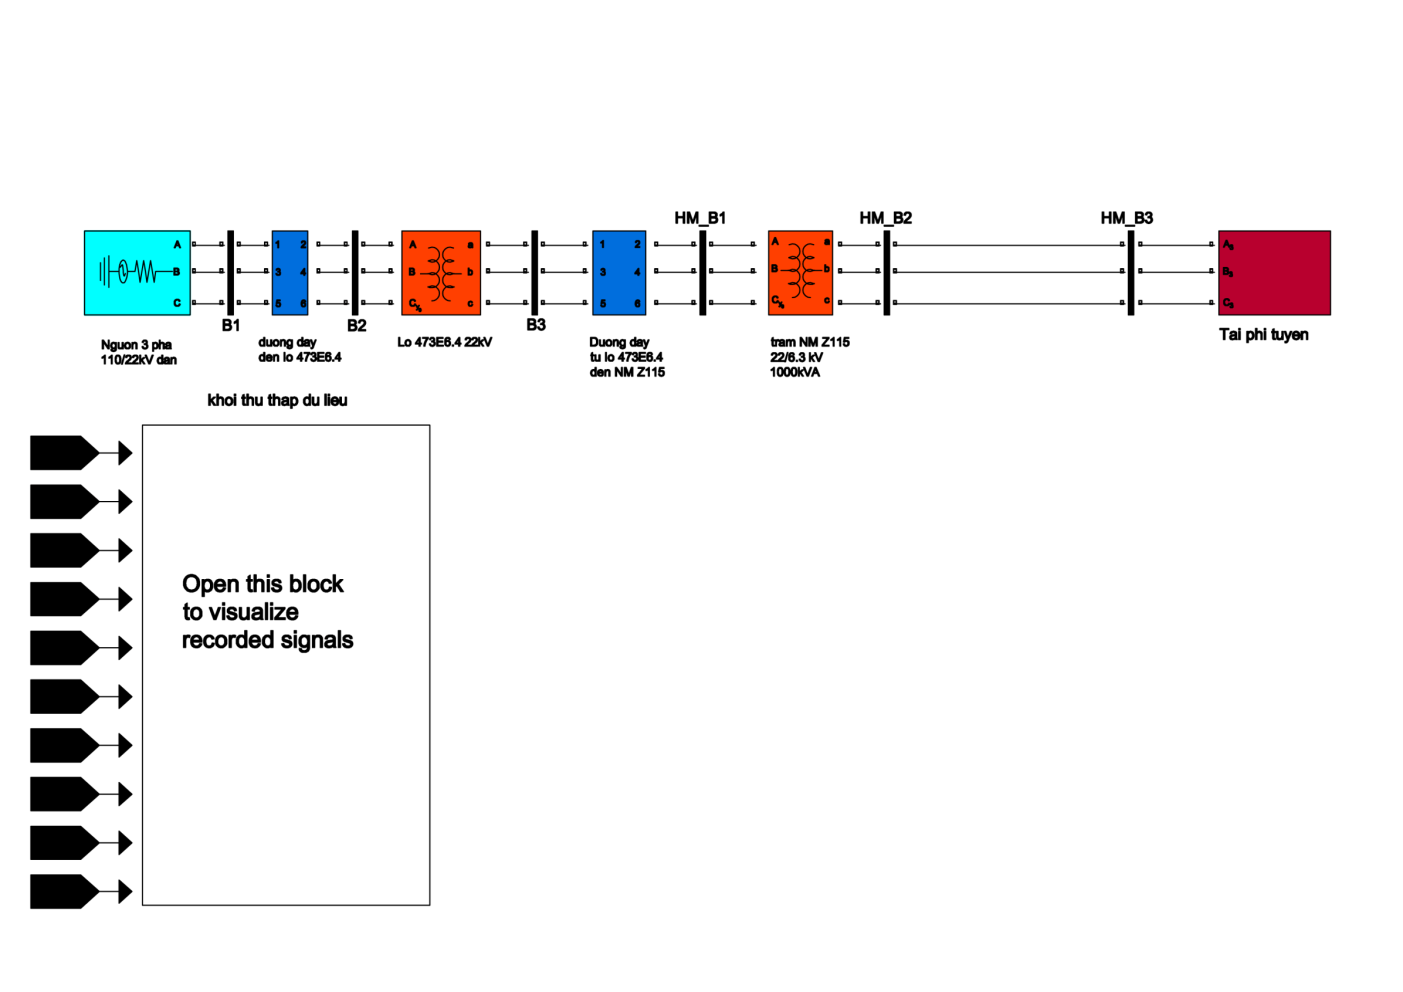 HM_B1
HM_B2
HM_B3
A
B
C
1 2
3 4
5 6
A a
B b
C c
1 2
3 4
5 6
A a
B b
C c
A
B
C
B1
B2
B3
Nguon 3 pha
110/22kV dan
duong day
den lo 473E6.4
Lo 473E6.4 22kV
Duong day
tu lo 473E6.4
den NM Z115
tram NM Z115
22/6.3 kV
1000kVA
Tai phi tuyen
khoi thu thap du lieu
Open this block
to visualize
recorded signals